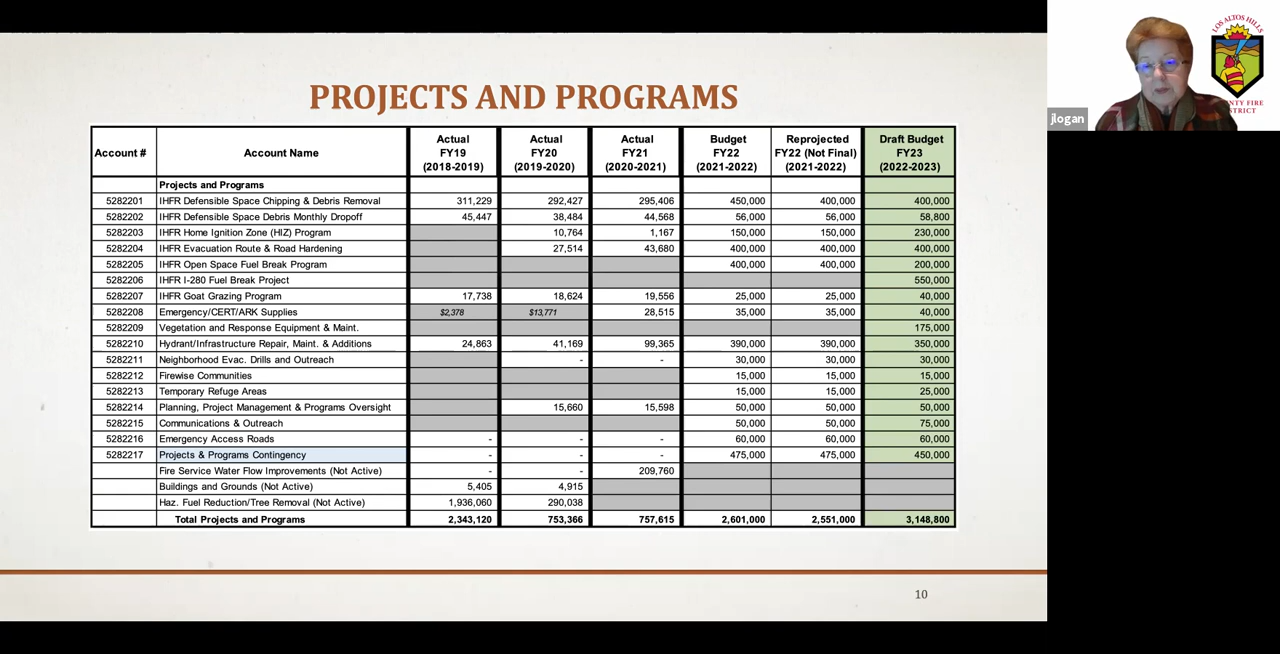 PROJECTS AND PROGRAMS
Account # Account Name Actual FY19 (2018-2019) Actual FY20 (2019-2020) Actual FY21 (2020-2021) Budget FY22 (2021-2022) Reprojected FY22 (Not Final) (2021-2022) Draft Budget FY23 (2022-2023)
Projects and Programs
5282201 IHFR Defensible Space Chipping & Debris Removal 311,229 292,427 295,406 450,000 400,000 400,000
5282202 IHFR Defensible Space Debris Monthly Dropoff 45,447 38,484 44,568 56,000 56,000 58,800
5282203 IHFR Home Ignition Zone (HIZ) Program 10,764 1,167 150,000 150,000 230,000
5282204 IHFR Evacuation Route & Road Hardening 27,514 43,680 400,000 400,000 400,000
5282205 IHFR Open Space Fuel Break Program 400,000 400,000 200,000
5282206 IHFR I-280 Fuel Break Project 550,000
5282207 IHFR Goat Grazing Program 17,738 18,624 19,556 25,000 25,000 40,000
5282208 Emergency/CERT/ARK Supplies $2,378 $13,771 28,515 35,000 35,000 40,000
5282209 Vegetation and Response Equipment & Maint. 175,000
5282210 Hydrant/Infrastructure Repair, Maint. & Additions 24,863 41,169 99,365 390,000 390,000 350,000
5282211 Neighborhood Evac. Drills and Outreach - - 30,000 30,000 30,000
5282212 Firewise Communities 15,000 15,000 15,000
5282213 Temporary Refuge Areas 15,000 15,000 25,000
5282214 Planning, Project Management & Programs Oversight 15,660 15,598 50,000 50,000 50,000
5282215 Communications & Outreach 50,000 50,000 75,000
5282216 Emergency Access Roads - - - 60,000 60,000 60,000
5282217 Projects & Programs Contingency - - - 475,000 475,000 450,000
Fire Service Water Flow Improvements (Not Active) - - 209,760
Buildings and Grounds (Not Active) 5,405 4,915
Haz. Fuel Reduction/Tree Removal (Not Active) 1,936,060 290,038
Total Projects and Programs 2,343,120 753,366 757,615 2,601,000 2,551,000 3,148,800
10
LOS ALTOS HILLS
NTY FIRE
STRICT
jlogan